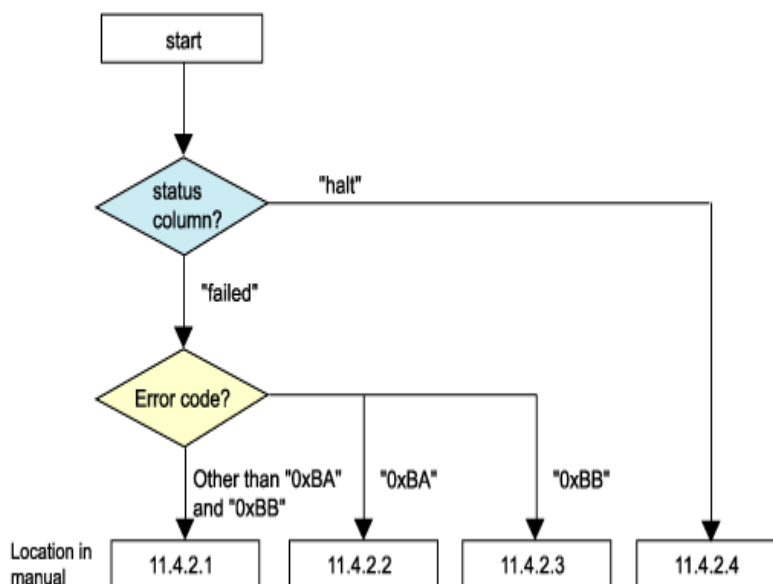 start
status
column?
"halt"
"failed"
Error code?
Other than "0xBA"
and "0xBB"
"0xBA"
"0xBB"
Location in
manual
11.4.2.1
11.4.2.2
11.4.2.3
11.4.2.4